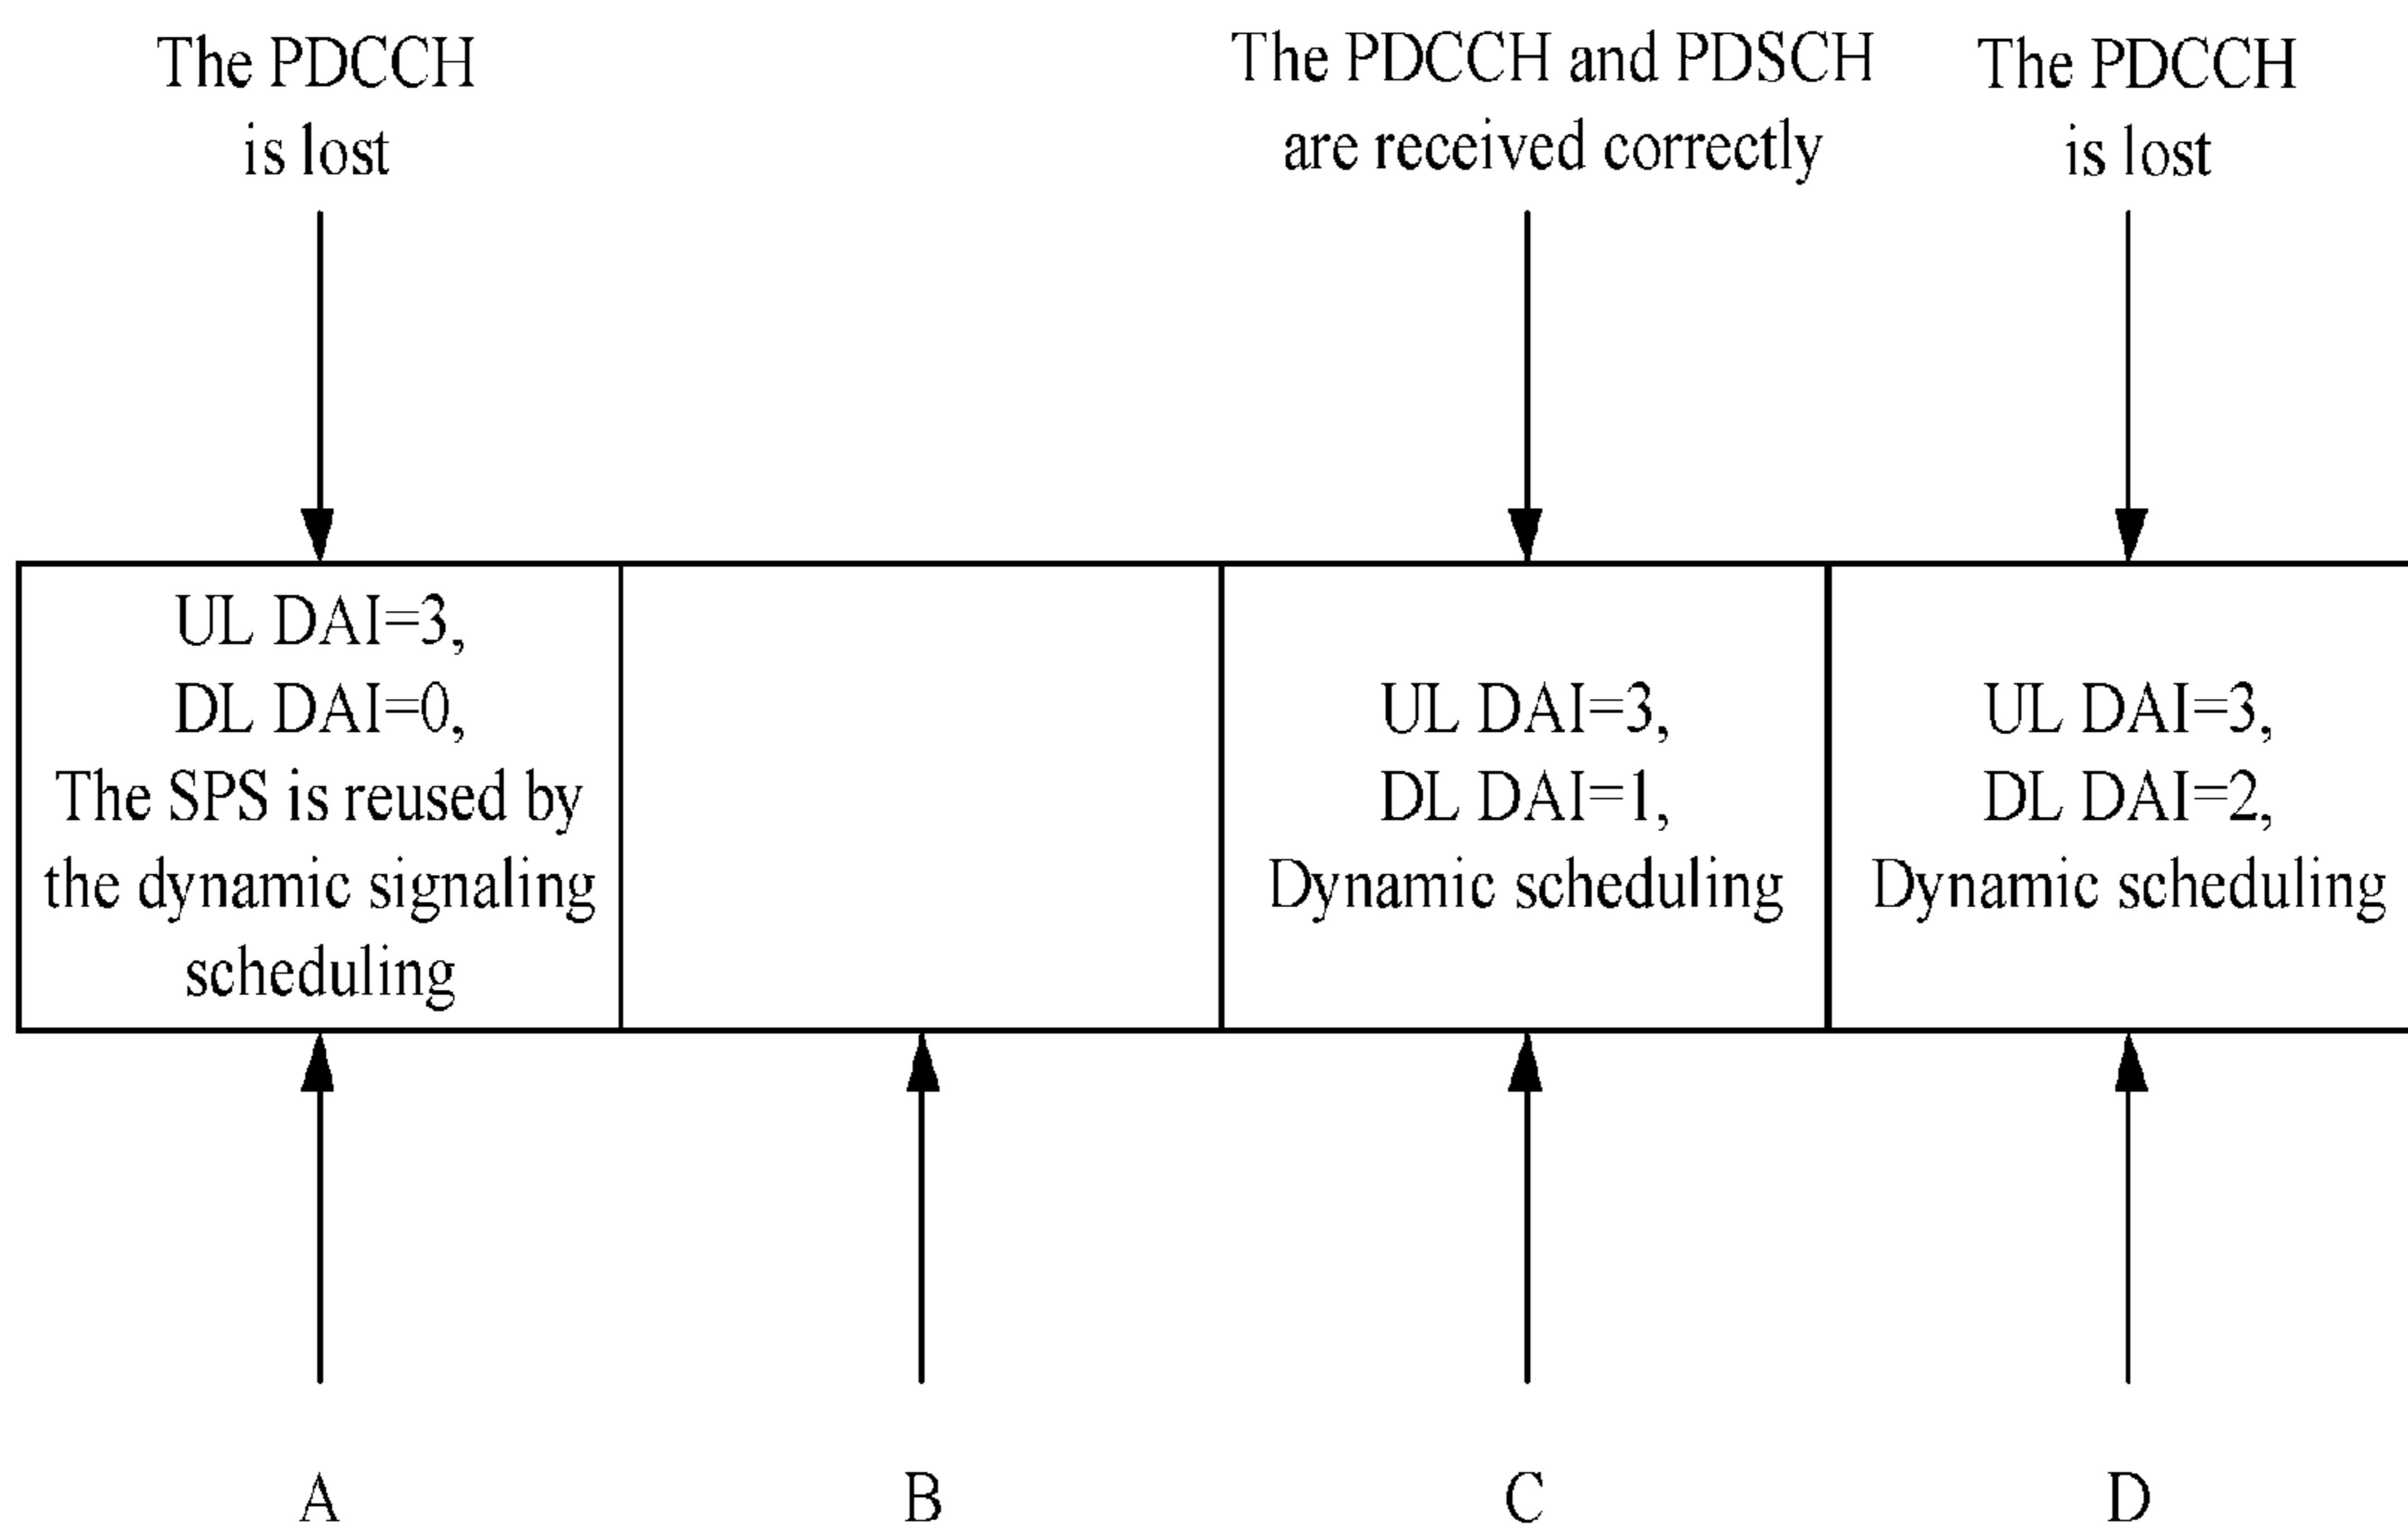 The PDCCH
is lost
The PDCCH and PDSCH
are received correctly
The PDCCH
is lost
UL DAI=3,
DL DAI=0,
The SPS is reused by
the dynamic signaling
scheduling
UL DAI=3,
DL DAI=1,
Dynamic scheduling
UL DAI=3,
DL DAI=2,
Dynamic scheduling
A
B
C
D